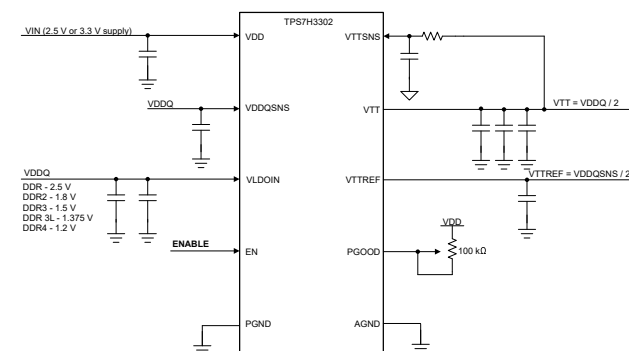 TPS7H3302
VIN (2.5 V or 3.3 V supply)
VDD
VTTSNS
VDDQ
VDDQSNS
VTT
VTT = VDDQ / 2
VDDQ
VLDOIN
VTTREF
VTTREF = VDDQSNS / 2
DDR - 2.5 V
DDR2 - 1.8 V
DDR3 - 1.5 V
DDR 3L - 1.375 V
DDR4 - 1.2 V
VDD
ENABLE
EN
PGOOD
100 kΩ
PGND
AGND